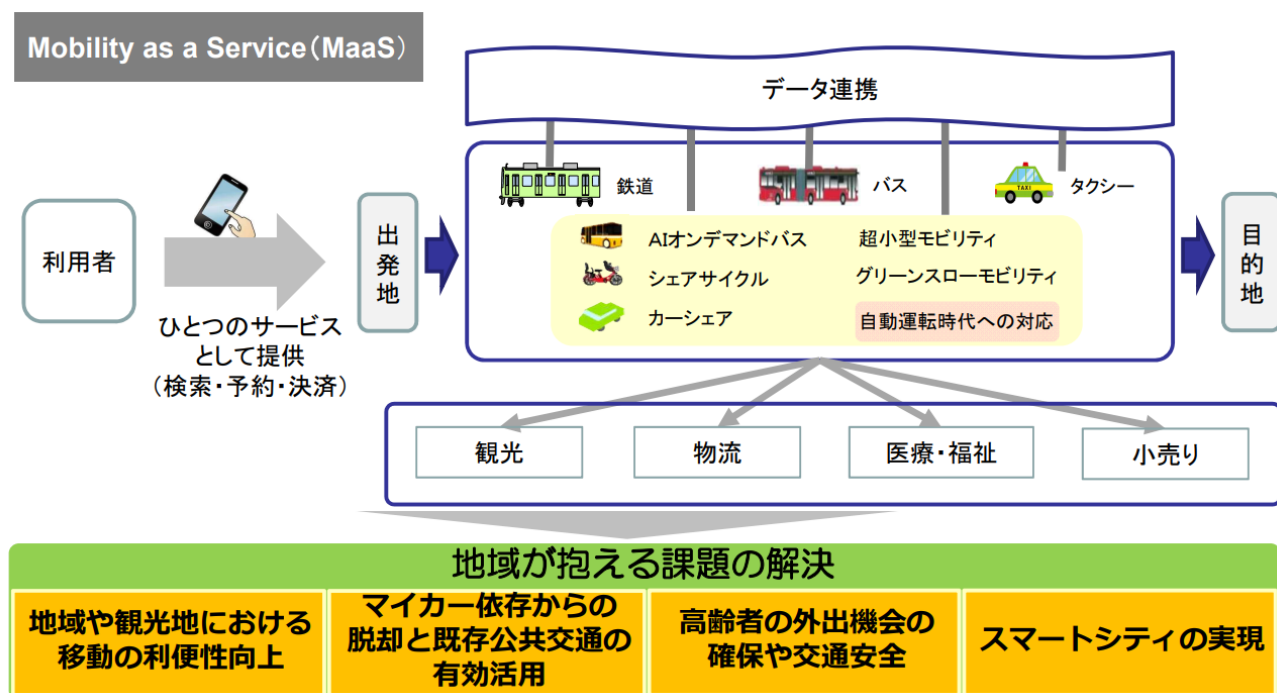 Mobility as a Service（MaaS）
データ連携
鉄道
バス
TAXI
タクシー
利用者
出発地
AIオンデマンドバス
超小型モビリティ
シェアサイクル
グリーンスローモビリティ
カーシェア
自動運転時代への対応
目的地
ひとつのサービス
として提供
（検索・予約・決済）
観光
物流
医療・福祉
小売り
地域が抱える課題の解決
地域や観光地における
移動の利便性向上
マイカー依存からの
脱却と既存公共交通の
有効活用
高齢者の外出機会の
確保や交通安全
スマートシティの実現